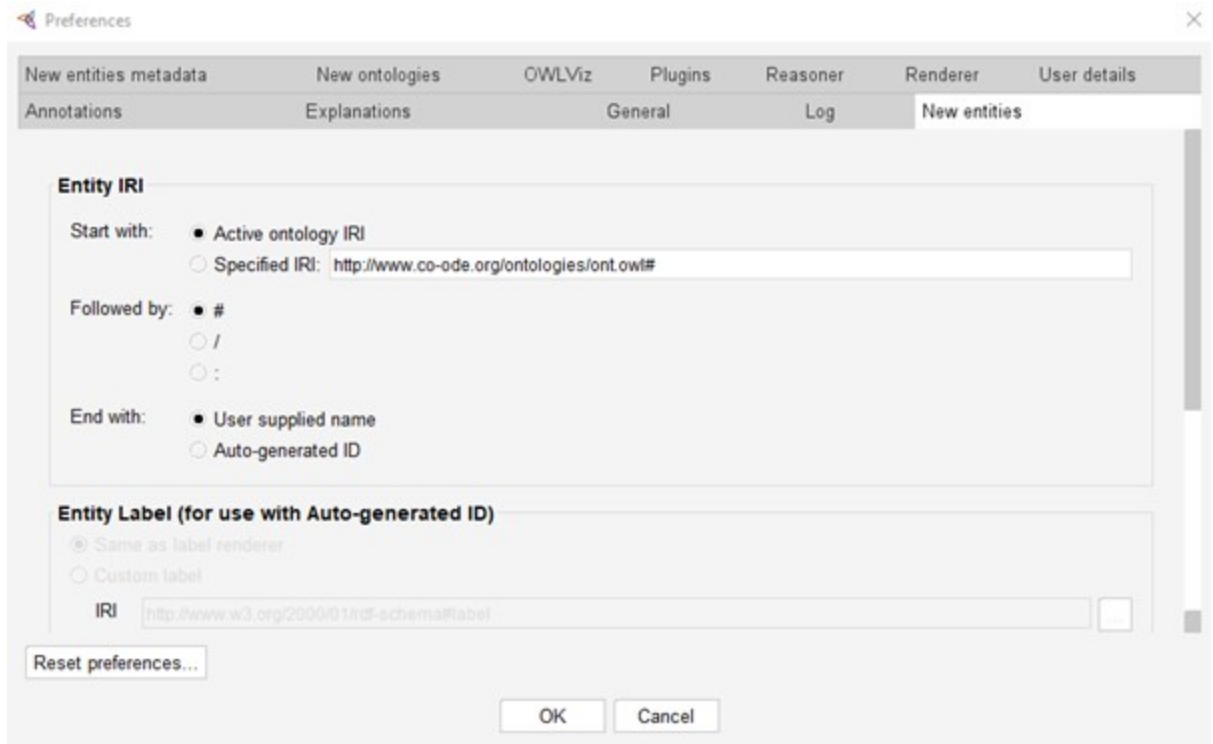 Preferences
New entities metadata New ontologies OWLViz Plugins Reasoner Renderer User details
Annotations Explanations General Log New entities
Entity IRI
Start with: Active ontology IRI
Specified IRI: http://www.co-ode.org/ontologies/ont.owl#
Followed by: #
/
:
End with: User supplied name
Auto-generated ID
Entity Label (for use with Auto-generated ID)
Same as label renderer
Custom label
IRI http://www.w3.org/2000/01/rdf-schema#label ...
Reset preferences...
OK Cancel